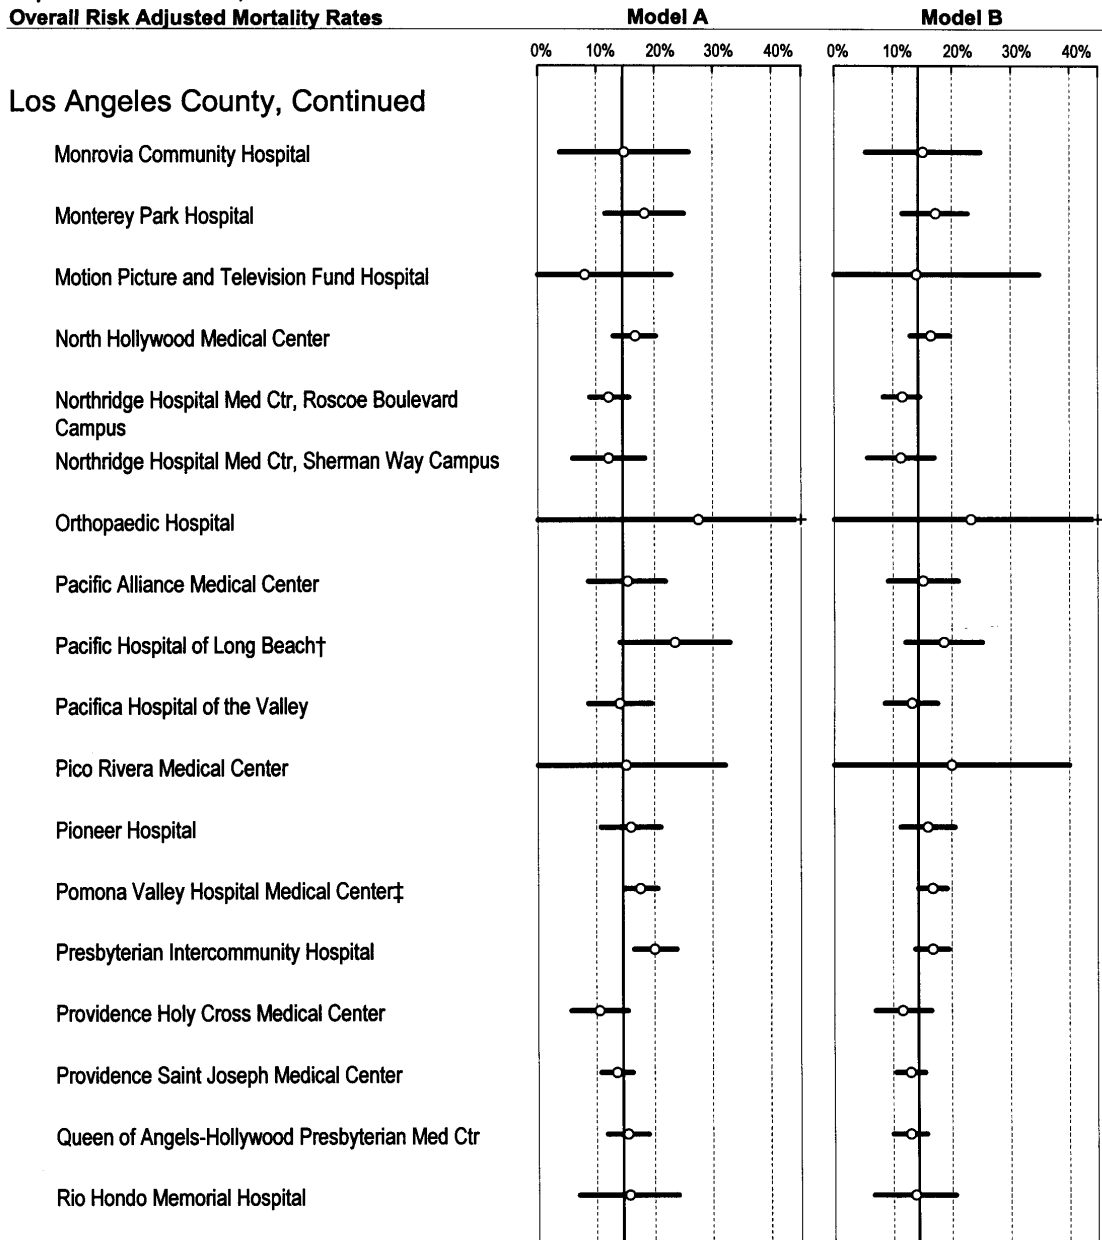 Overall Risk Adjusted Mortality Rates Model A Model B
0% 10% 20% 30% 40% 0% 10% 20% 30% 40%
Los Angeles County, Continued
Monrovia Community Hospital
Monterey Park Hospital
Motion Picture and Television Fund Hospital
North Hollywood Medical Center
Northridge Hospital Med Ctr, Roscoe Boulevard
Campus
Northridge Hospital Med Ctr, Sherman Way Campus
Orthopaedic Hospital
Pacific Alliance Medical Center
Pacific Hospital of Long Beach†
Pacifica Hospital of the Valley
Pico Rivera Medical Center
Pioneer Hospital
Pomona Valley Hospital Medical Center‡
Presbyterian Intercommunity Hospital
Providence Holy Cross Medical Center
Providence Saint Joseph Medical Center
Queen of Angels-Hollywood Presbyterian Med Ctr
Rio Hondo Memorial Hospital